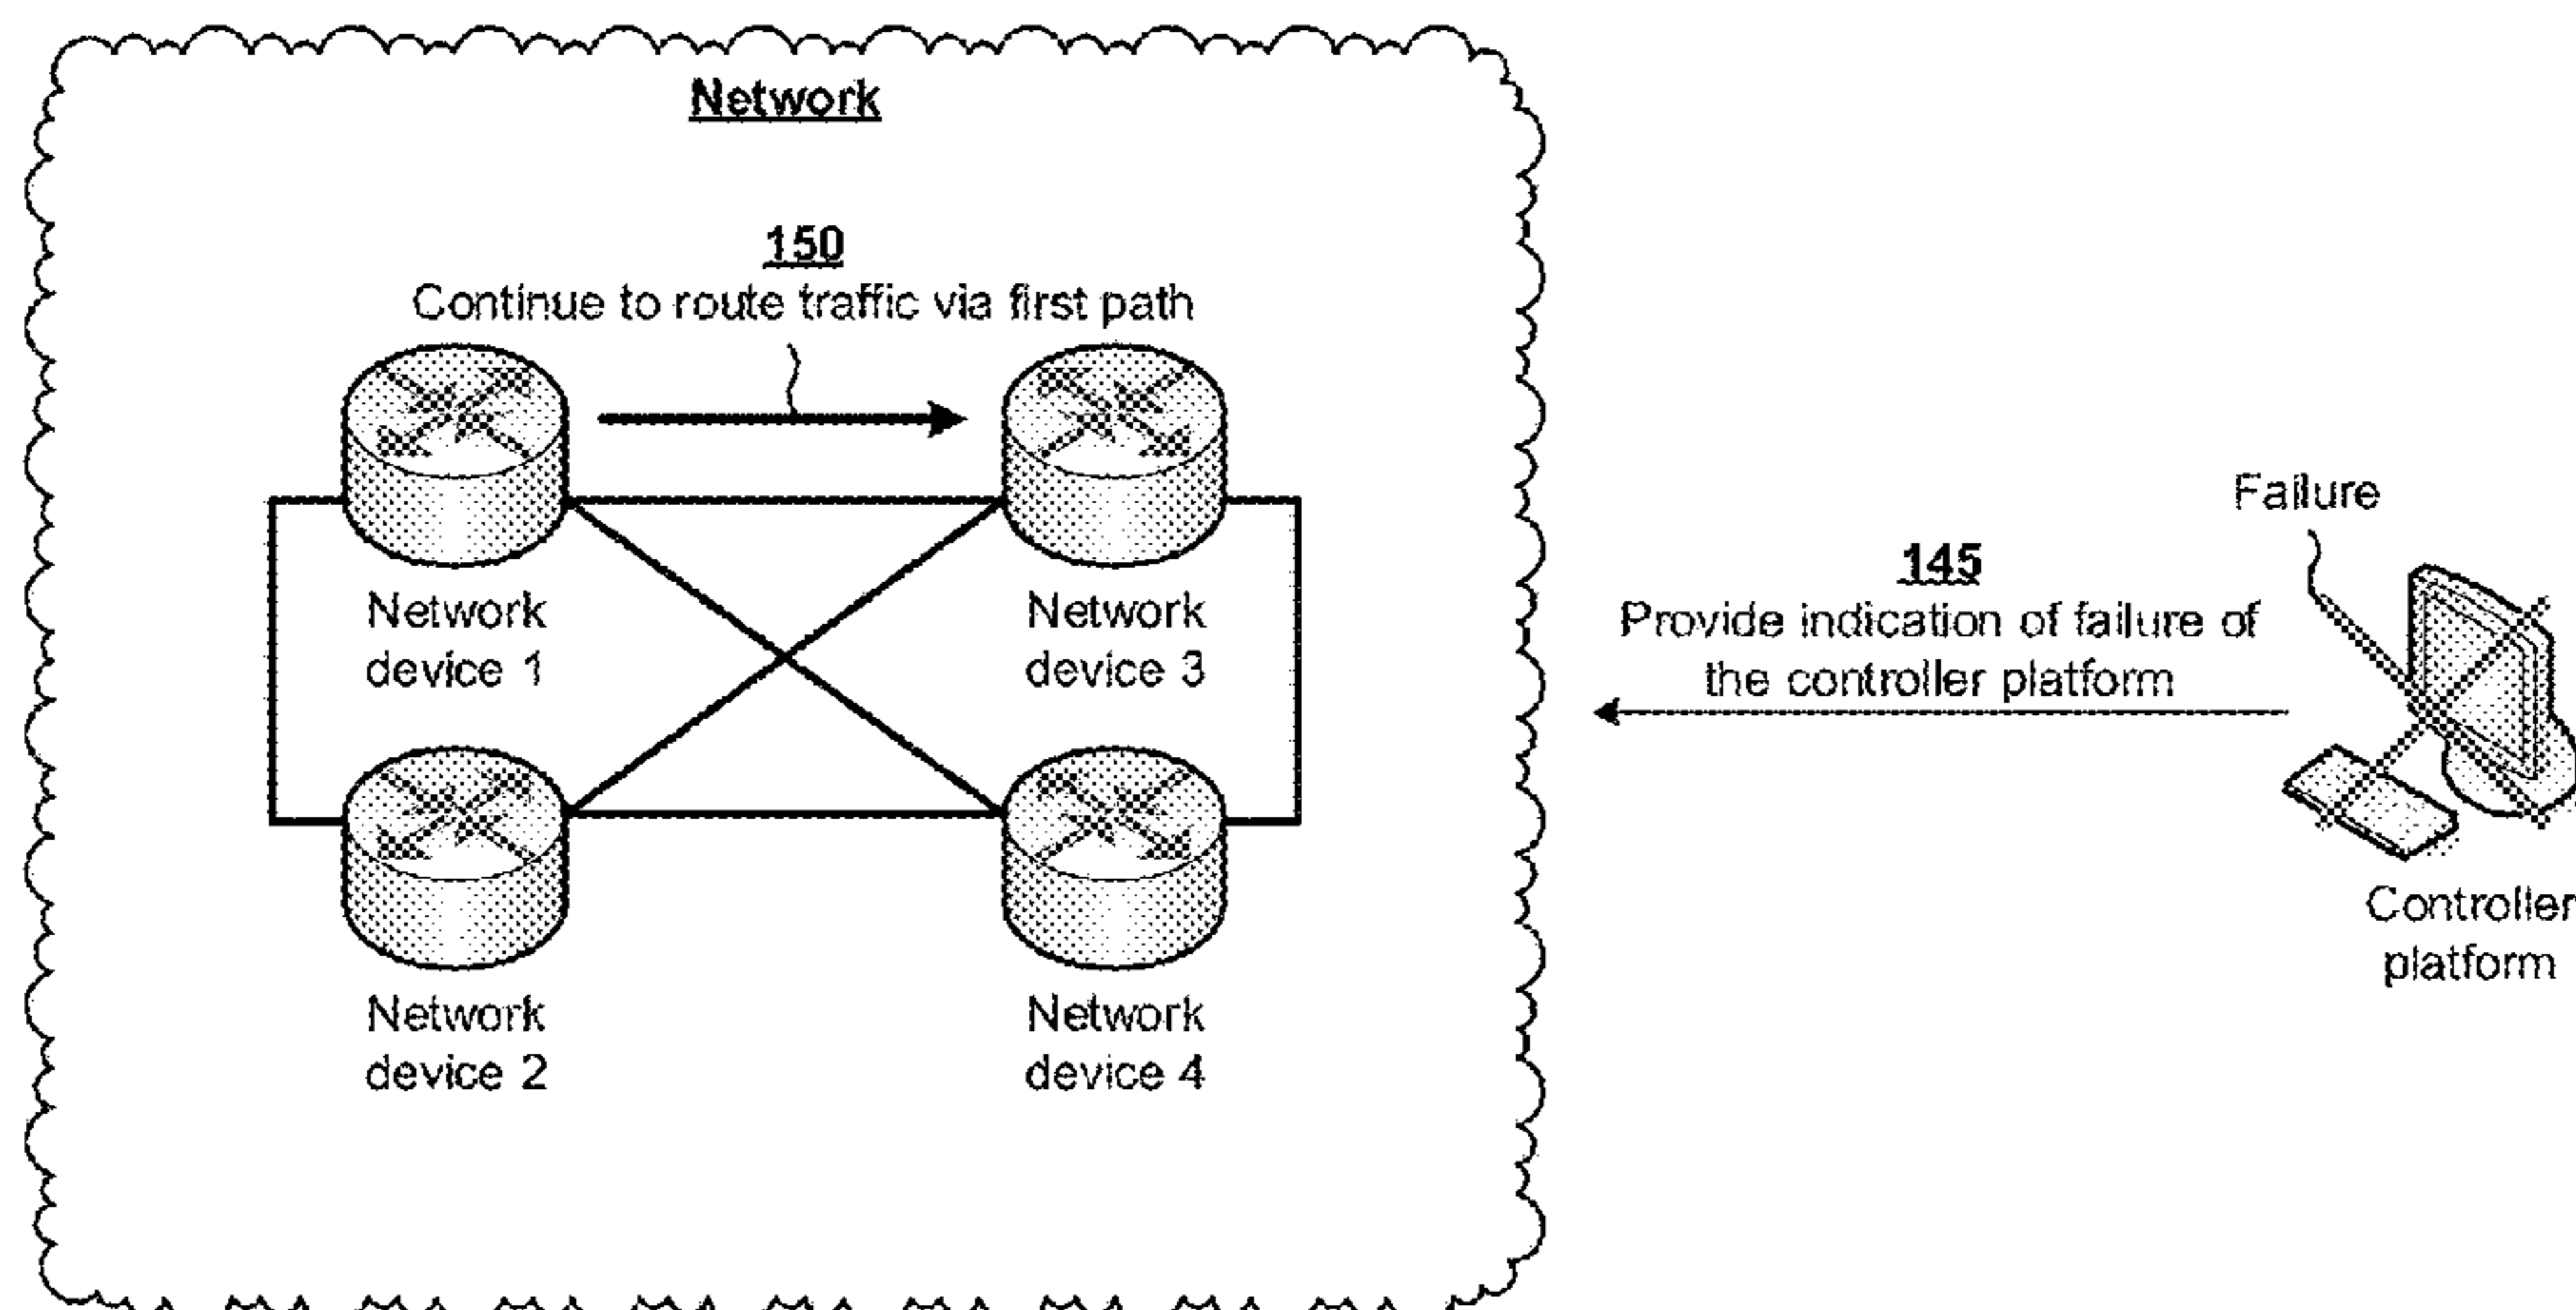 Network
150
Continue to route traffic via first path
Network
device 1
Network
device 3
Network
device 2
Network
device 4
145
Provide indication of failure of
the controller platform
Failure
Controller
platform